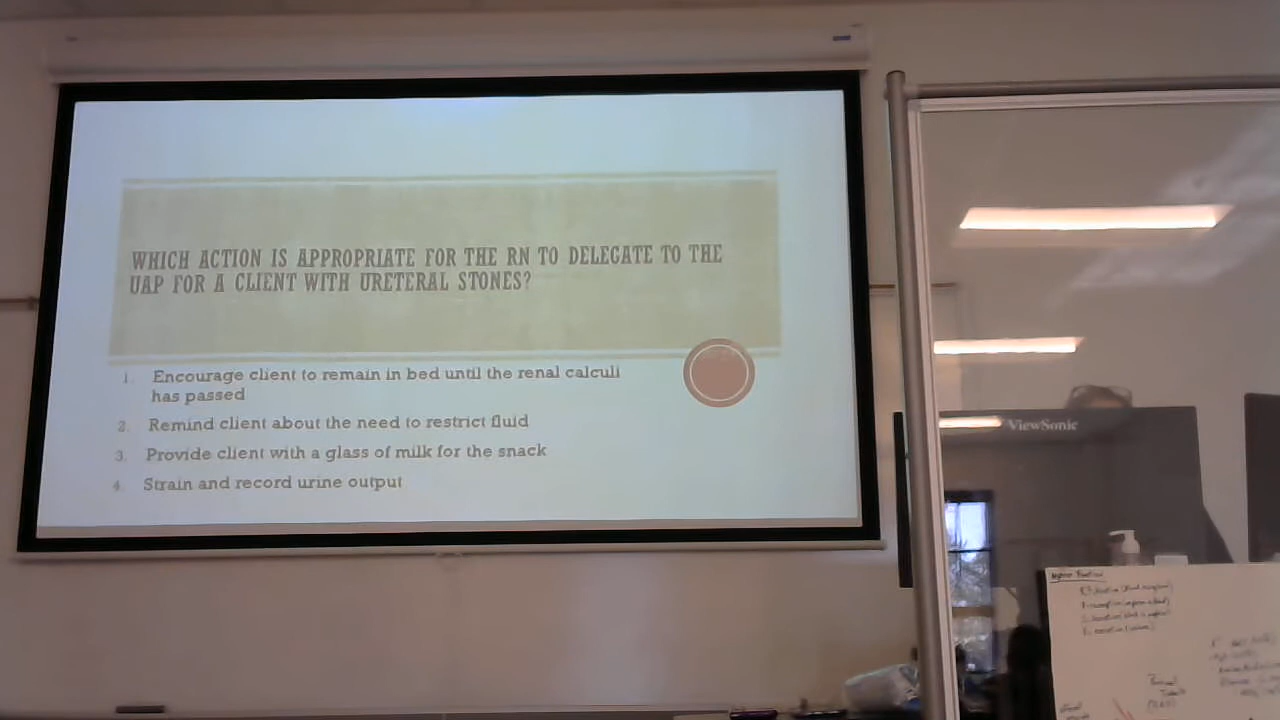 WHICH ACTION IS APPROPRIATE FOR THE RN TO DELEGATE TO THE
UAP FOR A CLIENT WITH URETERAL STONES?
1. Encourage client to remain in bed until the renal calculi
has passed
2. Remind client about the need to restrict fluid
3. Provide client with a glass of milk for the snack
4. Strain and record urine output
ViewSonic